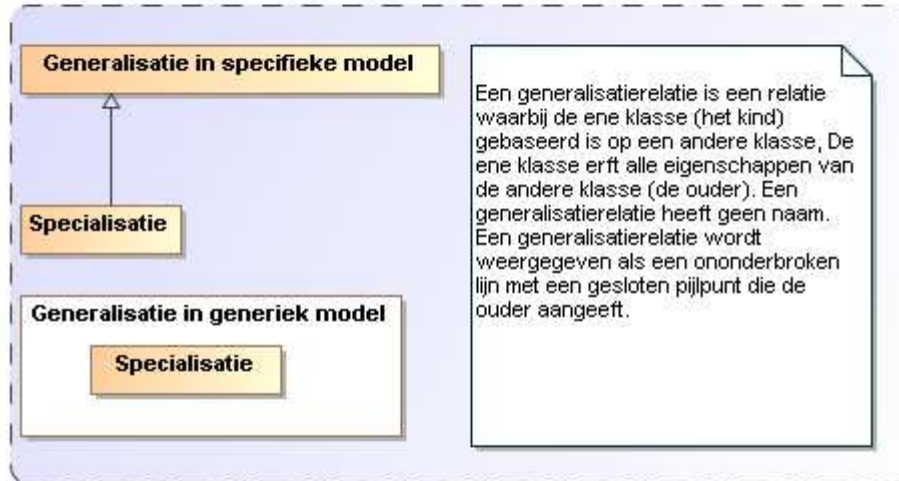 Generalisatie in specifieke model
Specialisatie
Generalisatie in generiek model
Specialisatie
Een generalisatierelatie is een relatie
waarbij de ene klasse (het kind)
gebaseerd is op een andere klasse, De
ene klasse erft alle eigenschappen van
de andere klasse (de ouder). Een
generalisatierelatie heeft geen naam.
Een generalisatierelatie wordt
weergegeven als een ononderbroken
lijn met een gesloten pijlpunt die de
ouder aangeeft.